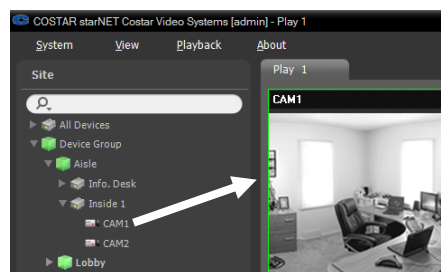 COSTAR starNET Costar Video Systems [admin] - Play 1
System View Playback About
Site
Play 1
CAM1
All Devices
Device Group
Aisle
Info. Desk
Inside 1
CAM1
CAM2
Lobby